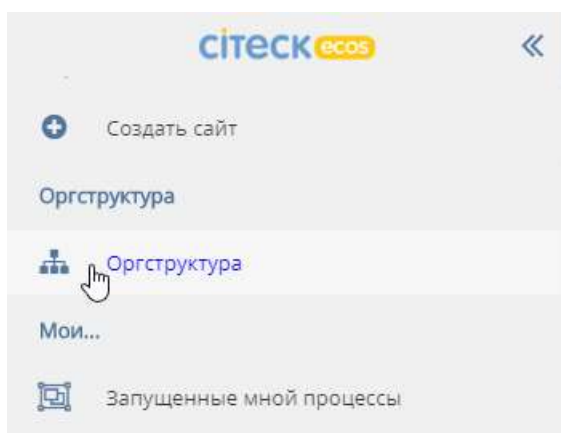 citeck ecos
Создать сайт
Оргструктура
Оргструктура
Мои...
Запущенные мной процессы